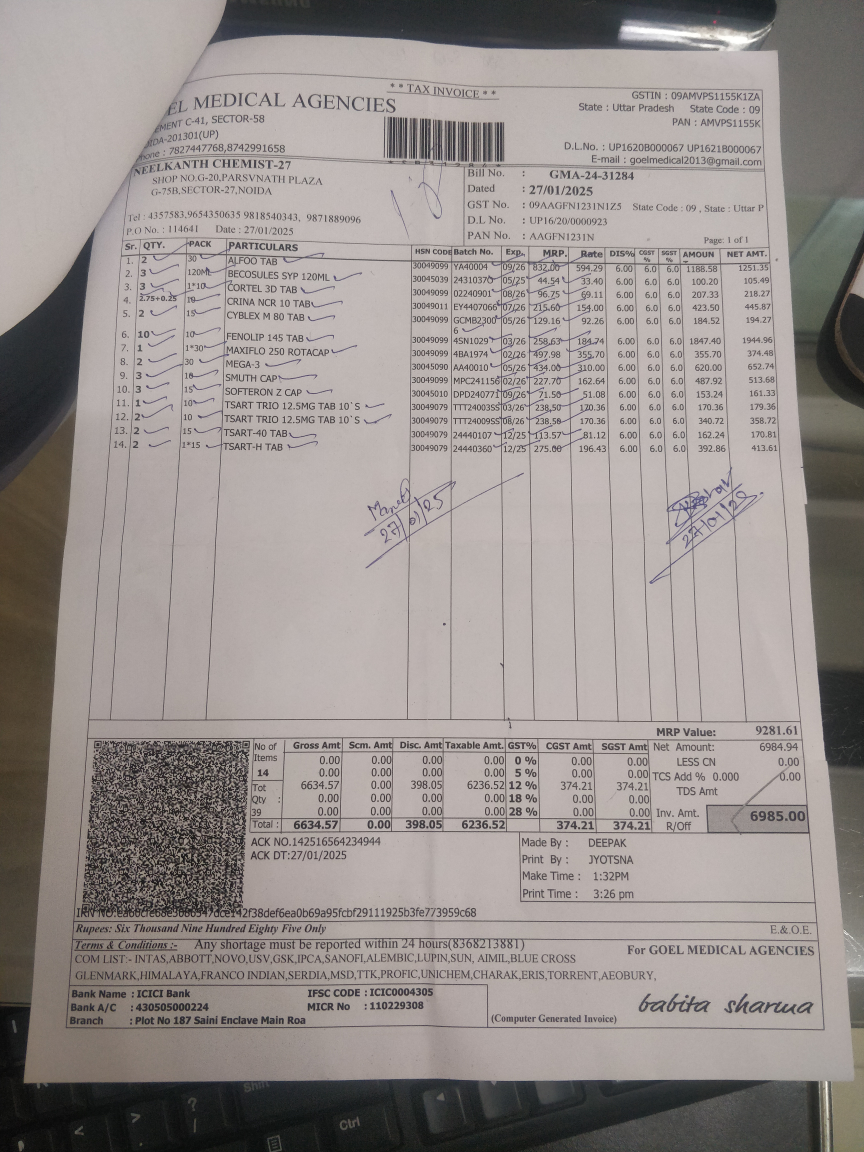 * * TAX INVOICE * *
EL MEDICAL AGENCIES
EMENT C-41, SECTOR-58
IDA-201301(UP)
hone : 7827447768,8742991658
GSTIN : 09AMVPS1155K1ZA
State : Uttar Pradesh State Code : 09
PAN : AMVPS1155K
D.L.No. : UP1620B000067 UP1621B000067
E-mail : goelmedical2013@gmail.com
NEELKANTH CHEMIST-27
SHOP NO.G-20,PARSVNATH PLAZA
G-75B,SECTOR-27,NOIDA
Tel : 4357583,9654350635 9818540343, 9871889096
P.O No. : 114641 Date : 27/01/2025
Bill No. : GMA-24-31284
Dated : 27/01/2025
GST No. : 09AAGFN1231N1Z5 State Code : 09 , State : Uttar P
D.L No. : UP16/20/0000923
PAN No. : AAGFN1231N
Page: 1 of 1
Sr. QTY. PACK PARTICULARS HSN CODE Batch No. Exp. MRP. Rate DIS% CGST % SGST % AMOUN NET AMT.
1. 2 30 ALFOO TAB 30049099 YA40004 09/26 832.00 594.29 6.00 6.0 6.0 1188.58 1251.35
2. 3 120ML BECOSULES SYP 120ML 30045039 24310370 05/25 44.54 33.40 6.00 6.0 6.0 100.20 105.49
3. 3 1*10 CORTEL 3D TAB 30049099 02240901 08/26 96.75 69.11 6.00 6.0 6.0 207.33 218.27
4. 2.75+0.25 10 CRINA NCR 10 TAB 30049011 EY4407066 07/26 215.60 154.00 6.00 6.0 6.0 423.50 445.87
5. 2 15 CYBLEX M 80 TAB 30049099 GCMB2300 05/26 129.16 92.26 6.00 6.0 6.0 184.52 194.27
6
6. 10 10 FENOLIP 145 TAB 30049099 4SN1029 03/26 258.63 184.74 6.00 6.0 6.0 1847.40 1944.96
7. 1 1*30 MAXIFLO 250 ROTACAP 30049099 4BA1974 02/26 497.98 355.70 6.00 6.0 6.0 355.70 374.48
8. 2 30 MEGA-3 30045090 AA40010 05/26 434.00 310.00 6.00 6.0 6.0 620.00 652.74
9. 3 10 SMUTH CAP 30049099 MPC241156 02/26 227.70 162.64 6.00 6.0 6.0 487.92 513.68
10. 3 15 SOFTERON Z CAP 30045010 DPD240771 09/26 71.50 51.08 6.00 6.0 6.0 153.24 161.33
11. 1 10 TSART TRIO 12.5MG TAB 10`S 30049079 TTT24003SS 03/26 238.50 170.36 6.00 6.0 6.0 170.36 179.36
12. 2 10 TSART TRIO 12.5MG TAB 10`S 30049079 TTT24009SS 08/26 238.50 170.36 6.00 6.0 6.0 340.72 358.72
13. 2 15 TSART-40 TAB 30049079 24440107 12/25 113.57 81.12 6.00 6.0 6.0 162.24 170.81
14. 2 1*15 TSART-H TAB 30049079 24440360 12/25 275.00 196.43 6.00 6.0 6.0 392.86 413.61
27/01/25
27/01/25
MRP Value: 9281.61
No of Items 14 Tot Qty : 39
Gross Amt Scm. Amt Disc. Amt Taxable Amt. GST% CGST Amt SGST Amt
0.00 0.00 0.00 0.00 0 % 0.00 0.00
0.00 0.00 0.00 0.00 5 % 0.00 0.00
6634.57 0.00 398.05 6236.52 12 % 374.21 374.21
0.00 0.00 0.00 0.00 18 % 0.00 0.00
0.00 0.00 0.00 0.00 28 % 0.00 0.00
Total : 6634.57 0.00 398.05 6236.52 374.21 374.21
Net Amount: 6984.94
LESS CN 0.00
TCS Add % 0.000 0.00
TDS Amt
Inv. Amt. 6985.00
R/Off
ACK NO.142516564234944
ACK DT:27/01/2025
Made By : DEEPAK
Print By : JYOTSNA
Make Time : 1:32PM
Print Time : 3:26 pm
Rupees: Six Thousand Nine Hundred Eighty Five Only
E.& O.E.
Terms & Conditions :- Any shortage must be reported within 24 hours(8368213881)
COM LIST:- INTAS,ABBOTT,NOVO,USV,GSK,IPCA,SANOFI,ALEMBIC,LUPIN,SUN, AIMIL,BLUE CROSS
GLENMARK,HIMALAYA,FRANCO INDIAN,SERDIA,MSD,TTK,PROFIC,UNICHEM,CHARAK,ERIS,TORRENT,AEOBURY,
For GOEL MEDICAL AGENCIES
Bank Name : ICICI Bank IFSC CODE : ICIC0004305
Bank A/C : 430505000224 MICR No : 110229308
Branch : Plot No 187 Saini Enclave Main Roa
(Computer Generated Invoice)
babita sharma
Shift
Ctrl